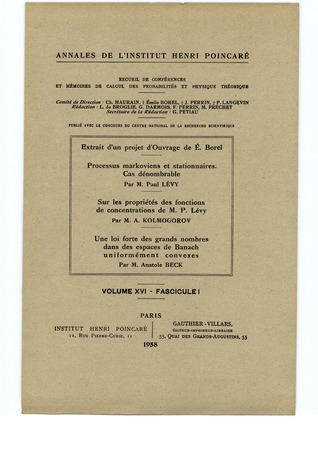 ANNALES DE L'INSTITUT HENRI POINCARÉ
RECUEIL DE CONFÉRENCES
ET MÉMOIRES DE CALCUL DES PROBABILITÉS ET PHYSIQUE THÉORIQUE
Comité de Direction : Ch. MAURAIN, † Émile BOREL, † J. PERRIN, † P. LANGEVIN
Rédaction : L. de BROGLIE, G. DARMOIS, F. PERRIN, M. FRÉCHET
Secrétaire de la Rédaction : G. PETIAU
PUBLIÉ AVEC LE CONCOURS DU CENTRE NATIONAL DE LA RECHERCHE SCIENTIFIQUE
Extrait d'un projet d'Ouvrage de É. Borel
Processus markoviens et stationnaires.
Cas dénombrable
Par M. Paul LÉVY
Sur les propriétés des fonctions
de concentrations de M. P. Lévy
Par M. A. KOLMOGOROV
Une loi forte des grands nombres
dans des espaces de Banach
uniformément convexes
Par M. Anatole BECK
VOLUME XVI - FASCICULE I
PARIS
INSTITUT HENRI POINCARÉ
11, Rue Pierre-Curie, 11
GAUTHIER-VILLARS,
ÉDITEUR-IMPRIMEUR-LIBRAIRE
55, Quai des Grands-Augustins, 55
1958